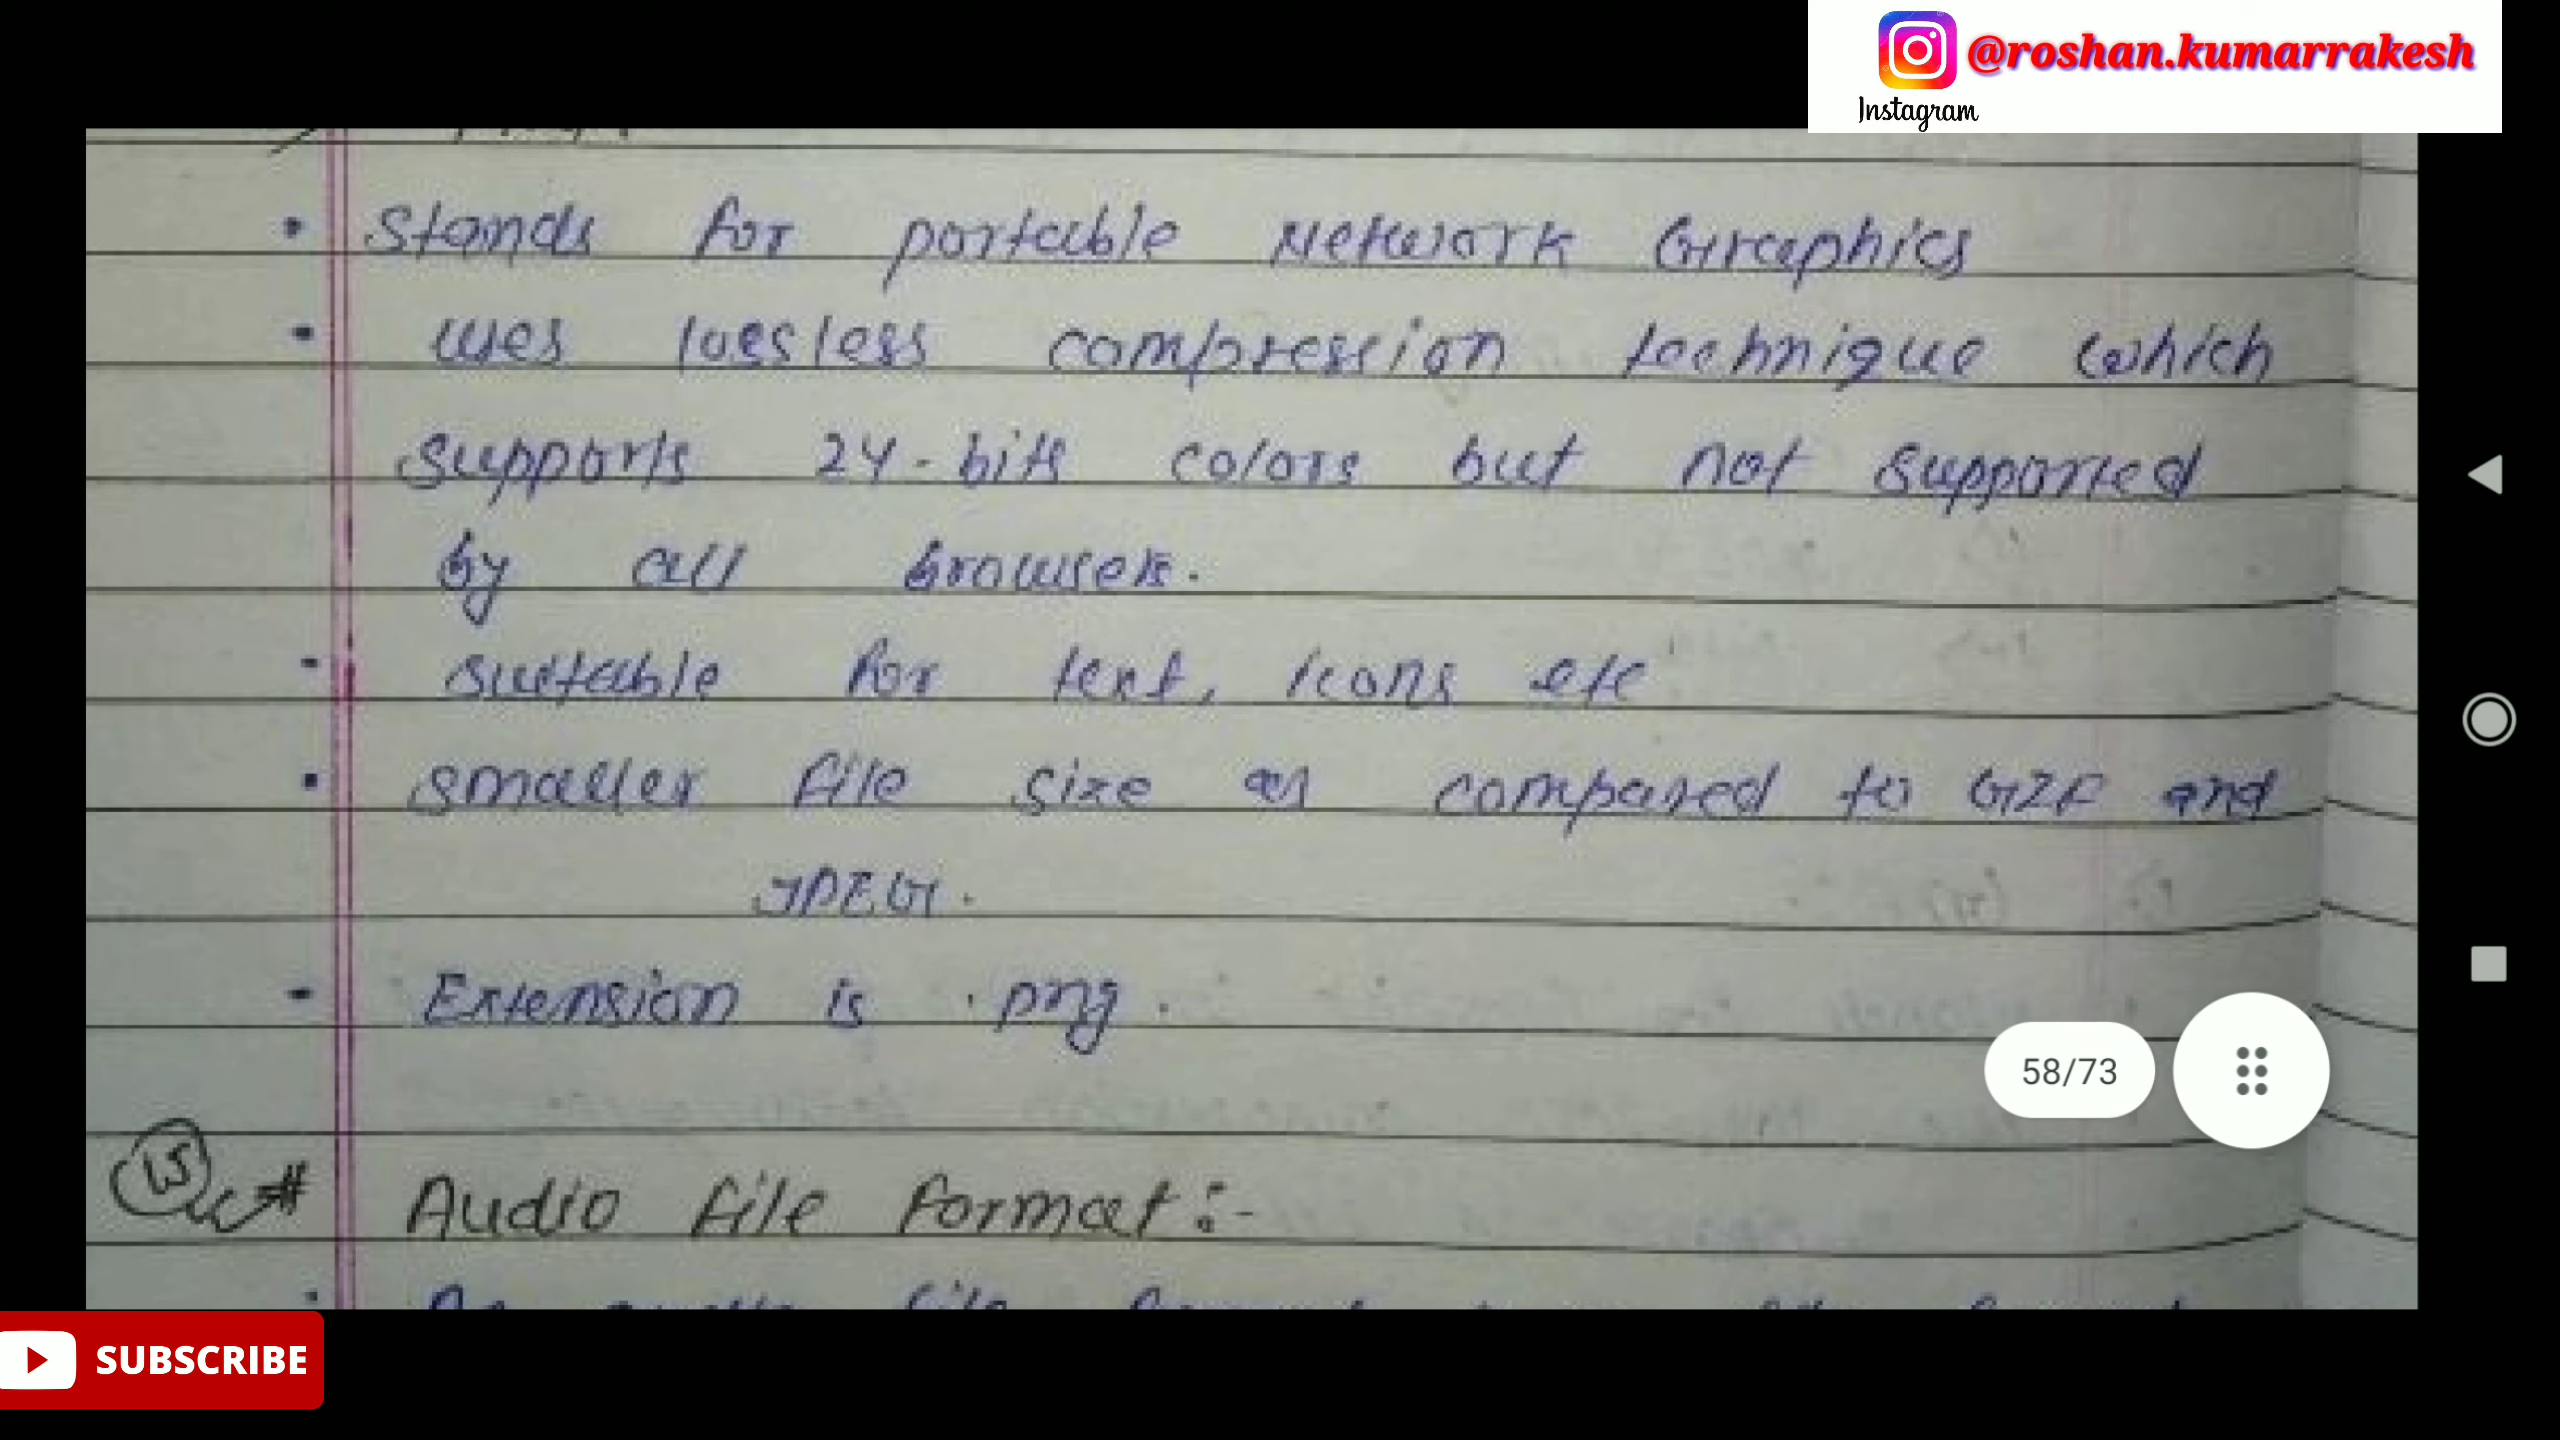 @roshan.kumarrakesh
Instagram
• Stands for portable Network Graphics
• uses lossless compression technique which
supports 24-bits colors but not supported
by all browsers.
• suitable for text, icons etc
• smaller file size as compared to GIF and
JPEG.
- Extension is .png.
58/73
15 # Audio file format:-
SUBSCRIBE